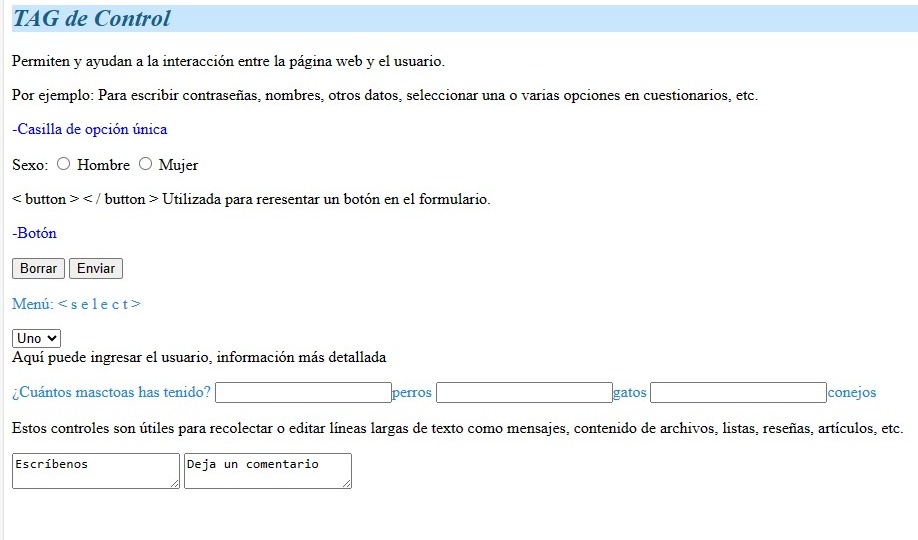 TAG de Control
Permiten y ayudan a la interacción entre la página web y el usuario.
Por ejemplo: Para escribir contraseñas, nombres, otros datos, seleccionar una o varias opciones en cuestionarios, etc.
-Casilla de opción única
Sexo: Hombre Mujer
< button > < / button > Utilizada para reresentar un botón en el formulario.
-Botón
Borrar Enviar
Menú: < s e l e c t >
Uno
Aquí puede ingresar el usuario, información más detallada
¿Cuántos masctoas has tenido? perros gatos conejos
Estos controles son útiles para recolectar o editar líneas largas de texto como mensajes, contenido de archivos, listas, reseñas, artículos, etc.
Escríbenos Deja un comentario